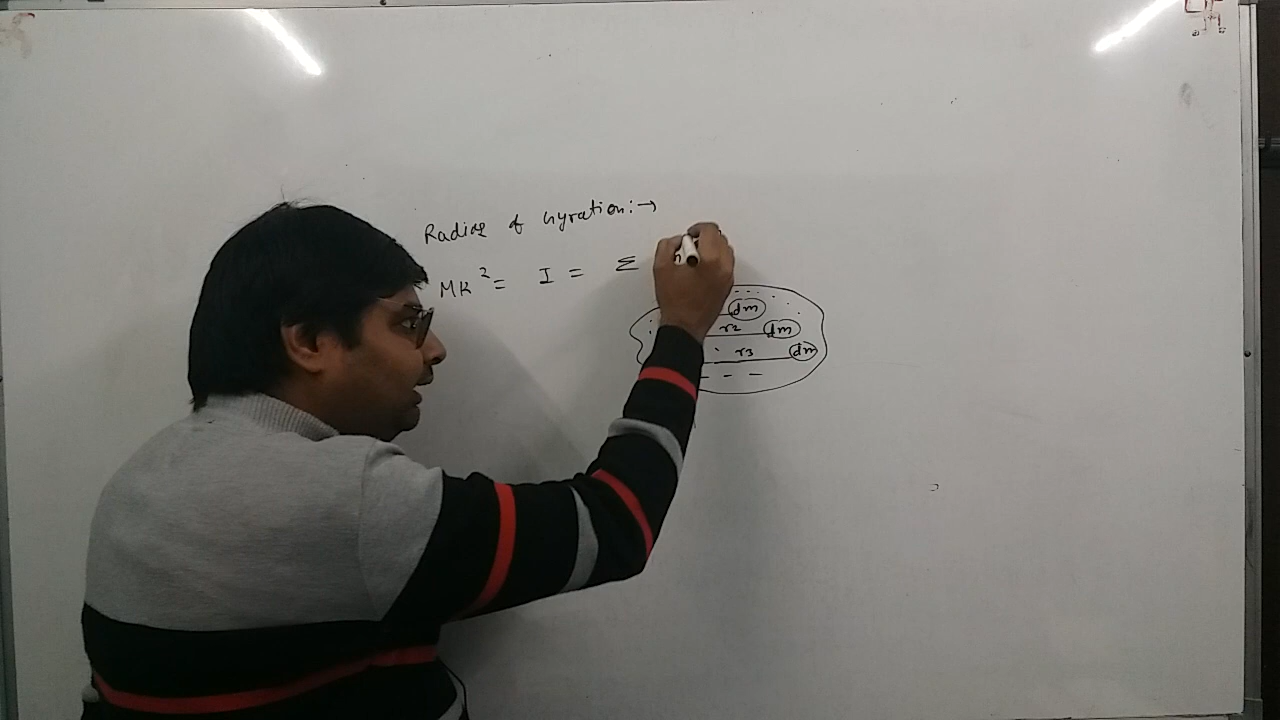 Radius of Gyration:→
MK² = I = Σ
dm
r2 dm
r3 dm